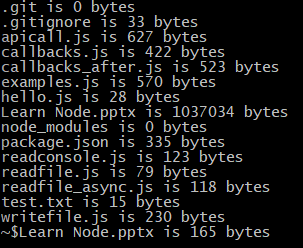 .git is 0 bytes
.gitignore is 33 bytes
apicall.js is 627 bytes
callbacks.js is 422 bytes
callbacks_after.js is 523 bytes
examples.js is 570 bytes
hello.js is 28 bytes
Learn Node.pptx is 1037034 bytes
node_modules is 0 bytes
package.json is 335 bytes
readconsole.js is 123 bytes
readfile.js is 79 bytes
readfile_async.js is 118 bytes
test.txt is 15 bytes
writefile.js is 230 bytes
~$Learn Node.pptx is 165 bytes